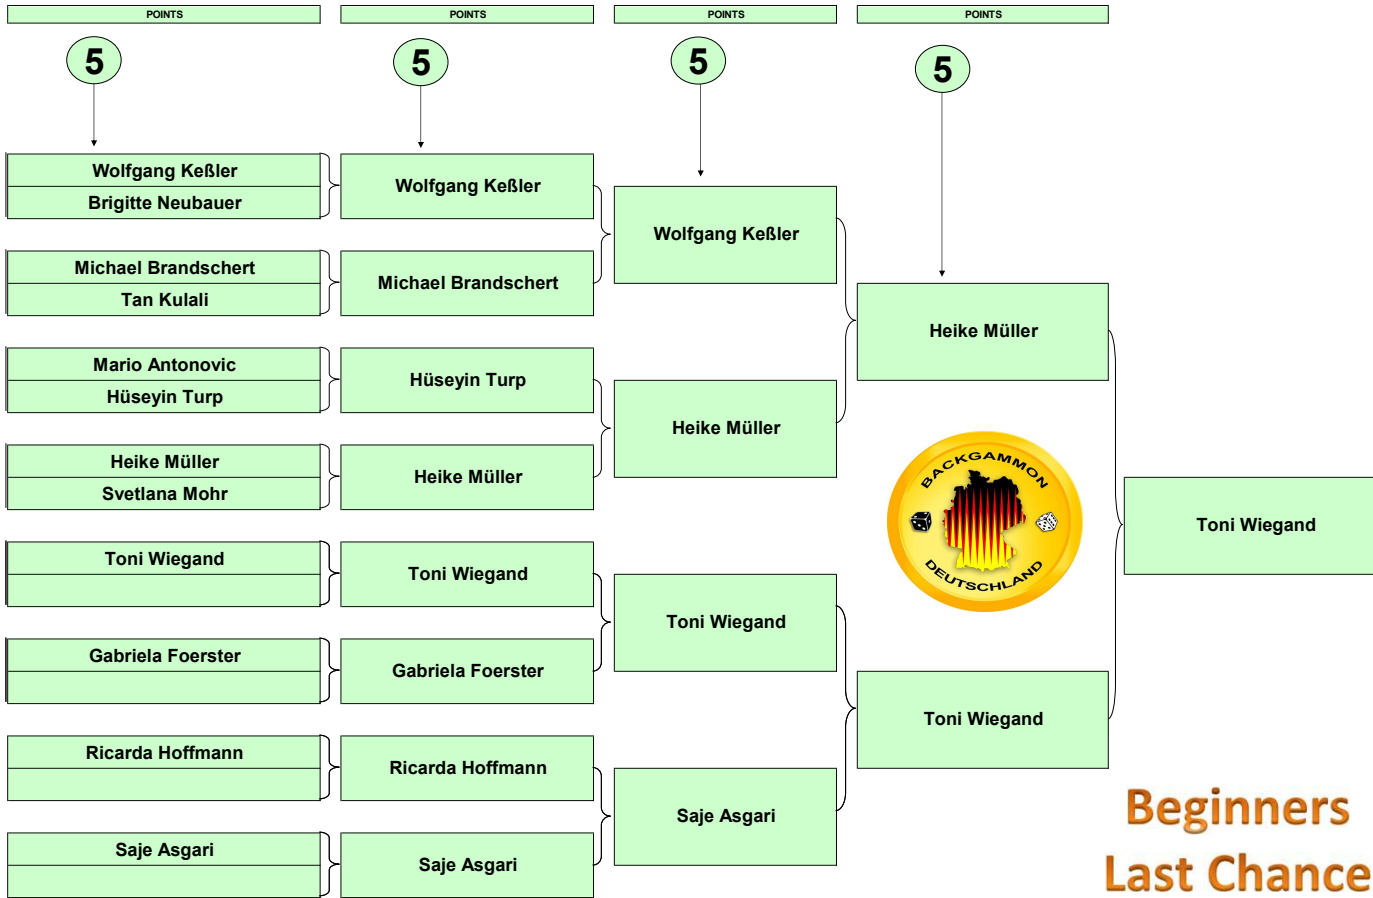 POINTS
POINTS
POINTS
POINTS
5
5
5
5
Wolfgang Keßler
Brigitte Neubauer
Michael Brandschert
Tan Kulali
Mario Antonovic
Hüseyin Turp
Heike Müller
Svetlana Mohr
Toni Wiegand
Gabriela Foerster
Ricarda Hoffmann
Saje Asgari
Wolfgang Keßler
Michael Brandschert
Hüseyin Turp
Heike Müller
Toni Wiegand
Gabriela Foerster
Ricarda Hoffmann
Saje Asgari
Wolfgang Keßler
Heike Müller
Toni Wiegand
Saje Asgari
Heike Müller
BACKGAMMON
DEUTSCHLAND
Toni Wiegand
Toni Wiegand
Beginners
Last Chance